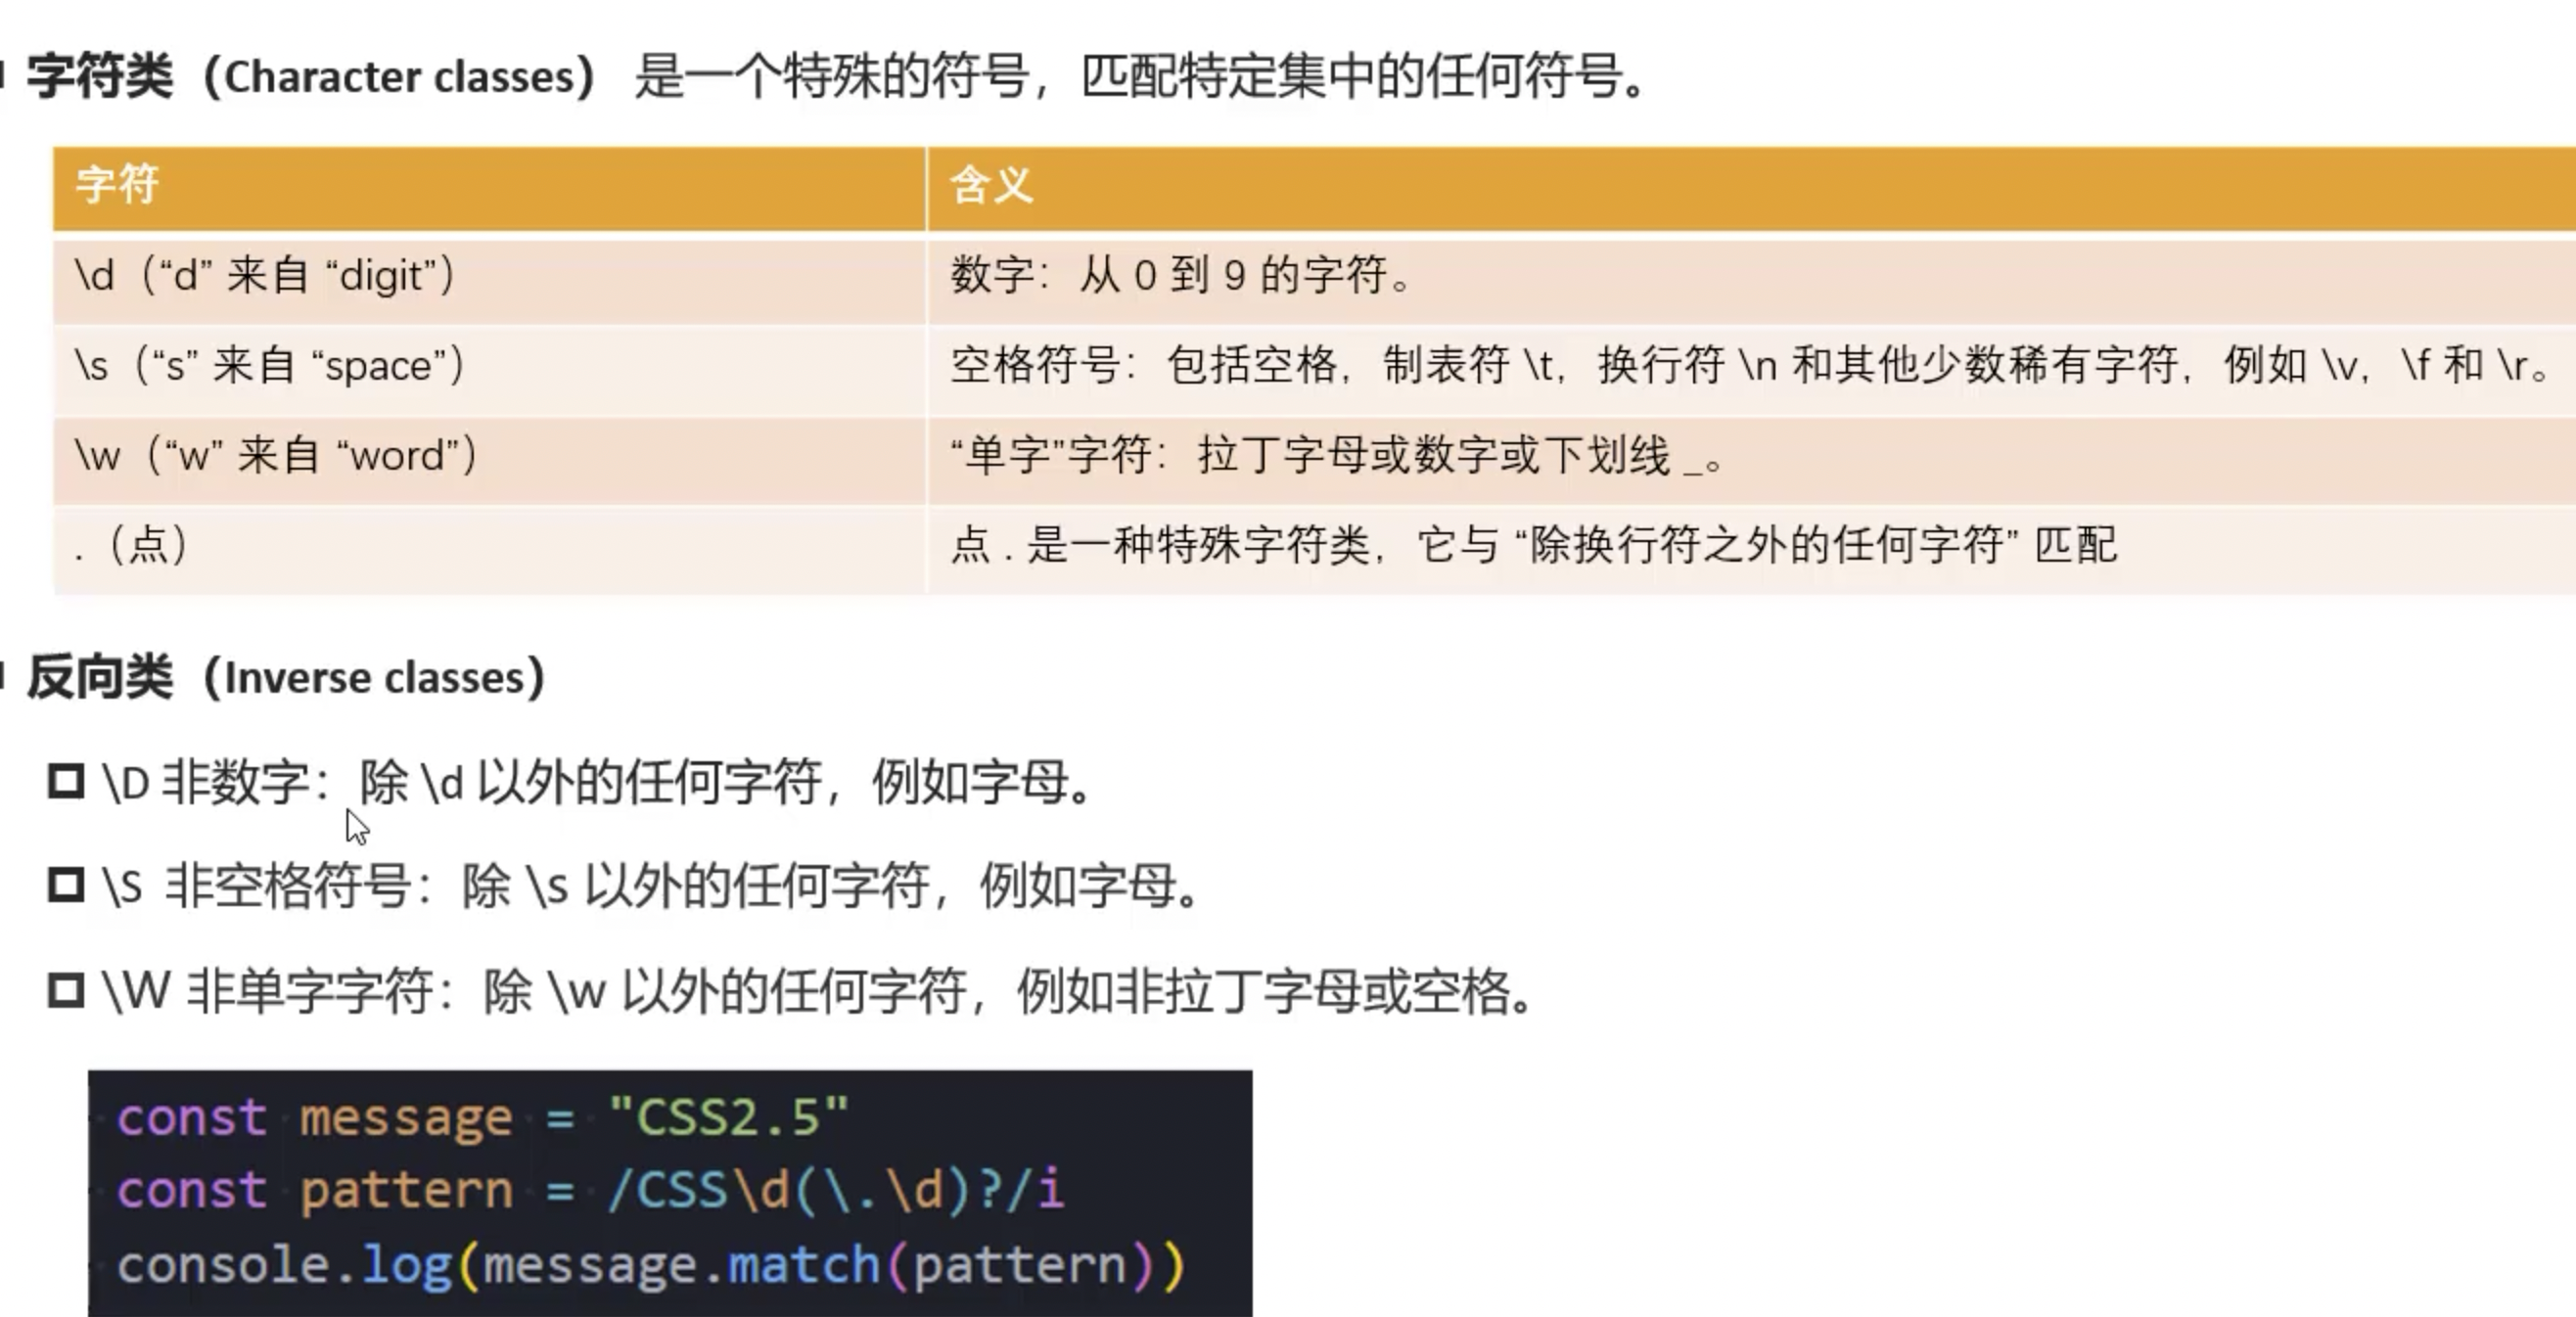 字符类（Character classes） 是一个特殊的符号，匹配特定集中的任何符号。
字符 含义
\d（“d” 来自 “digit”） 数字：从 0 到 9 的字符。
\s（“s” 来自 “space”） 空格符号：包括空格，制表符 \t，换行符 \n 和其他少数稀有字符，例如 \v，\f 和 \r。
\w（“w” 来自 “word”） “单字”字符：拉丁字母或数字或下划线 _。
.（点） 点 . 是一种特殊字符类，它与 “除换行符之外的任何字符” 匹配
反向类（Inverse classes）
\D 非数字：除 \d 以外的任何字符，例如字母。
\S 非空格符号：除 \s 以外的任何字符，例如字母。
\W 非单字字符：除 \w 以外的任何字符，例如非拉丁字母或空格。
const message = "CSS2.5"
const pattern = /CSS\d(\.\d)?/i
console.log(message.match(pattern))